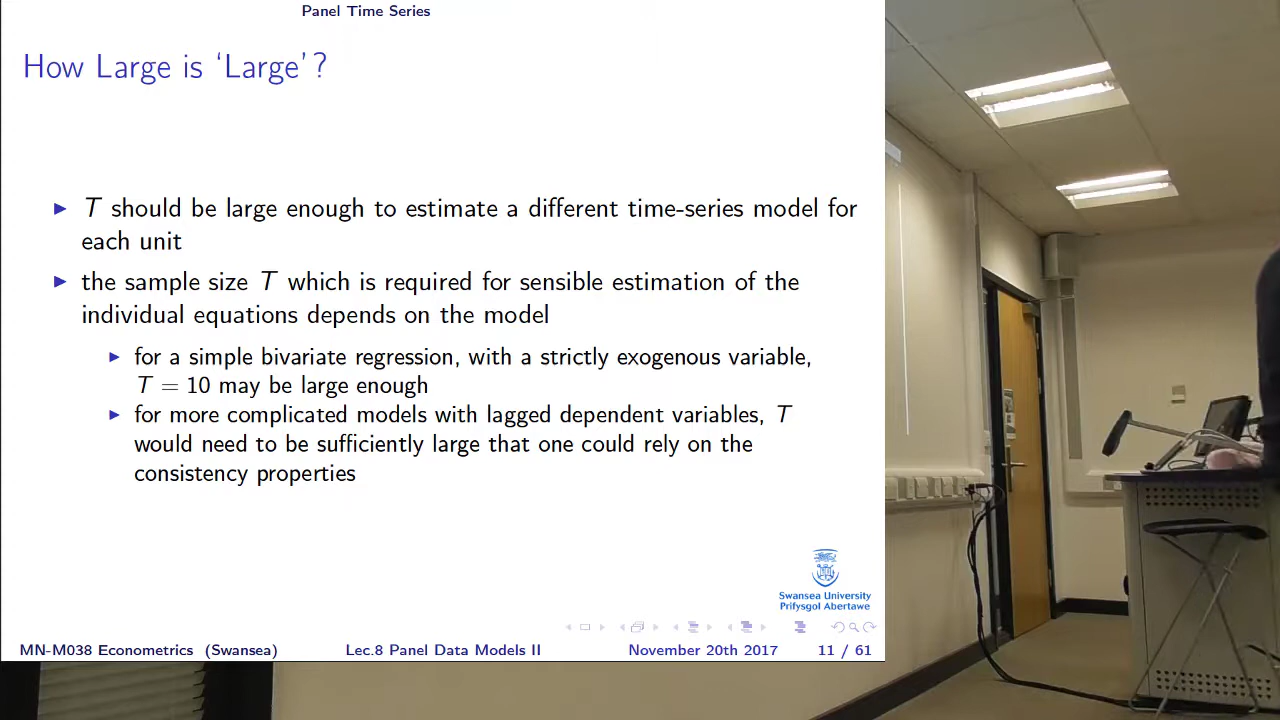 Panel Time Series
How Large is ‘Large’?
T should be large enough to estimate a different time-series model for
each unit
the sample size T which is required for sensible estimation of the
individual equations depends on the model
for a simple bivariate regression, with a strictly exogenous variable,
T = 10 may be large enough
for more complicated models with lagged dependent variables, T
would need to be sufficiently large that one could rely on the
consistency properties
Swansea University
Prifysgol Abertawe
MN-M038 Econometrics (Swansea)
Lec.8 Panel Data Models II
November 20th 2017
11 / 61